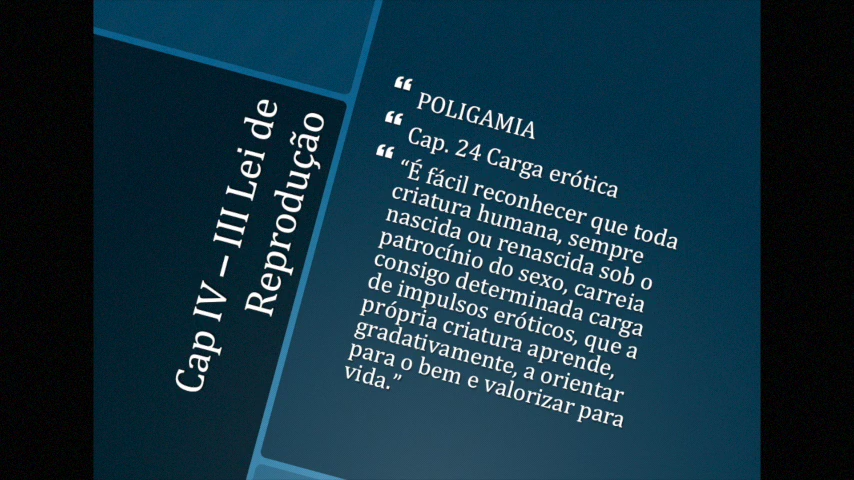 Cap IV – III Lei de
Reprodução
❝ POLIGAMIA
❝ Cap. 24 Carga erótica
❝ “É fácil reconhecer que toda
criatura humana, sempre
nascida ou renascida sob o
patrocínio do sexo, carreia
consigo determinada carga
de impulsos eróticos, que a
própria criatura aprende,
gradativamente, a orientar
para o bem e valorizar para
vida.”